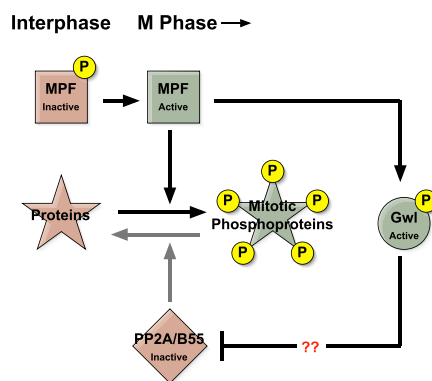 Interphase
M Phase
P
MPF
Inactive
MPF
Active
P
P
P
P
Proteins
Mitotic
Phosphoproteins
Gwl
Active
P
P
PP2A/B55
Inactive
??